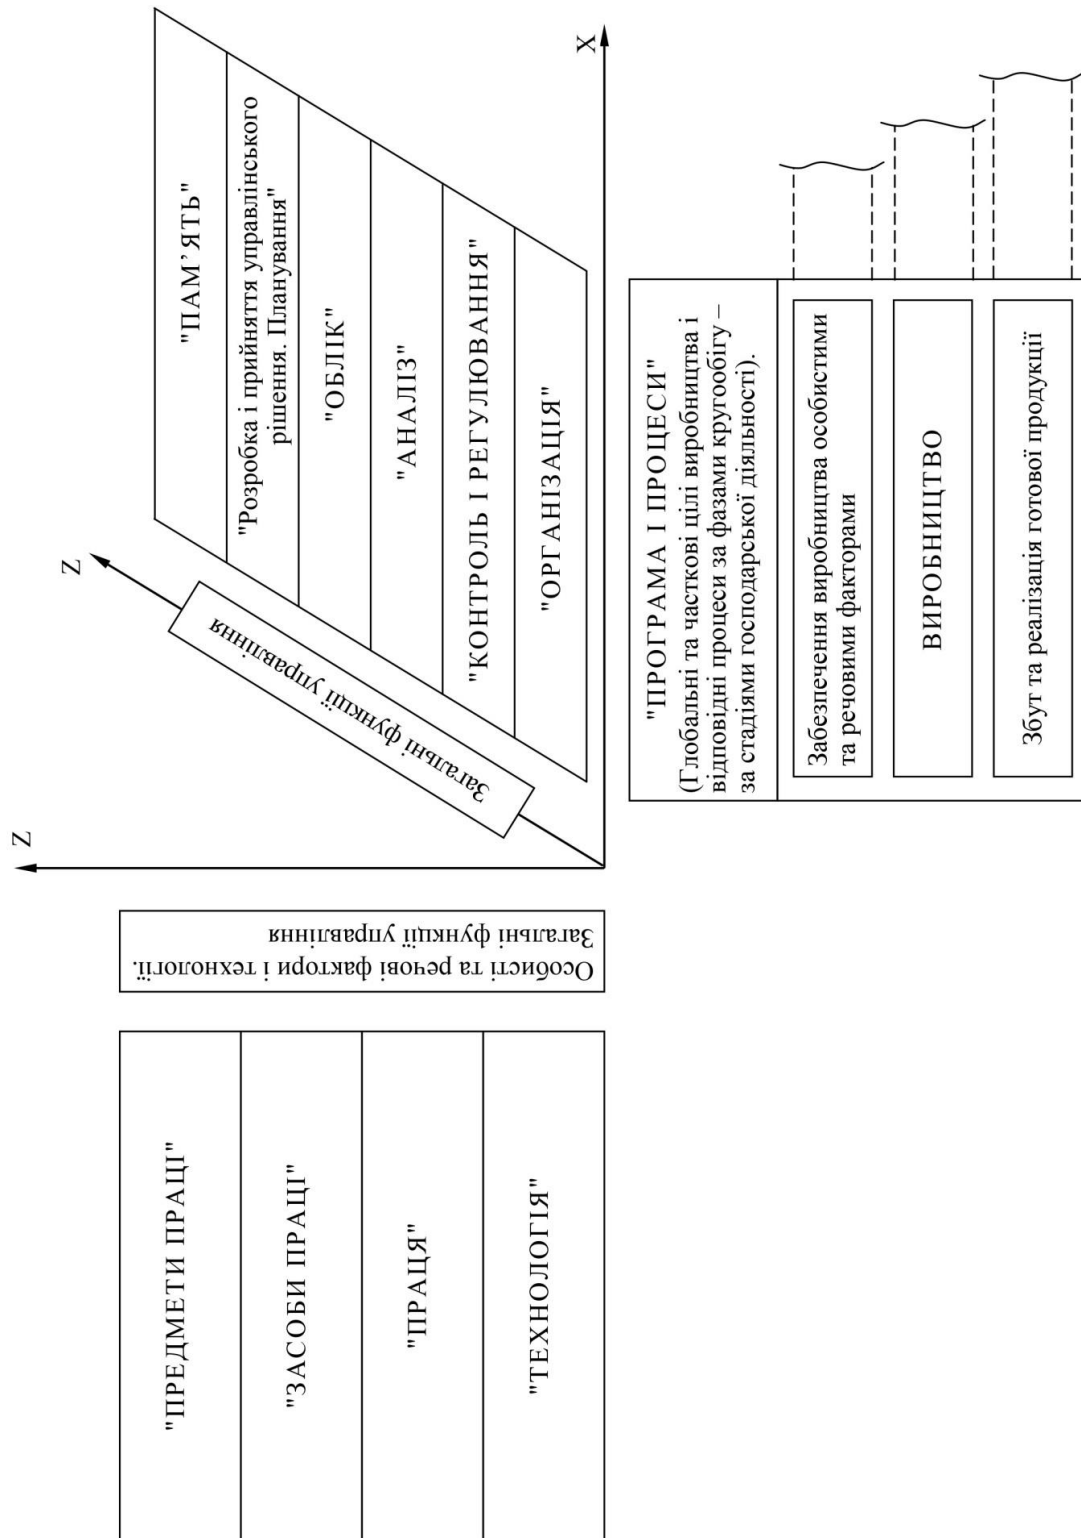 Z
Z
X
"ПАМ’ЯТЬ"
"Розробка і прийняття управлінського
рішення. Планування"
"ОБЛІК"
"АНАЛІЗ"
"КОНТРОЛЬ І РЕГУЛЮВАННЯ"
"ОРГАНІЗАЦІЯ"
Загальні функції управління
Особисті та речові фактори і технології.
Загальні функції управління
"ПРЕДМЕТИ ПРАЦІ"
"ЗАСОБИ ПРАЦІ"
"ПРАЦЯ"
"ТЕХНОЛОГІЯ"
"ПРОГРАМА І ПРОЦЕСИ"
(Глобальні та часткові цілі виробництва і
відповідні процеси за фазами кругообігу –
за стадіями господарської діяльності).
Забезпечення виробництва особистими
та речовими факторами
ВИРОБНИЦТВО
Збут та реалізація готової продукції